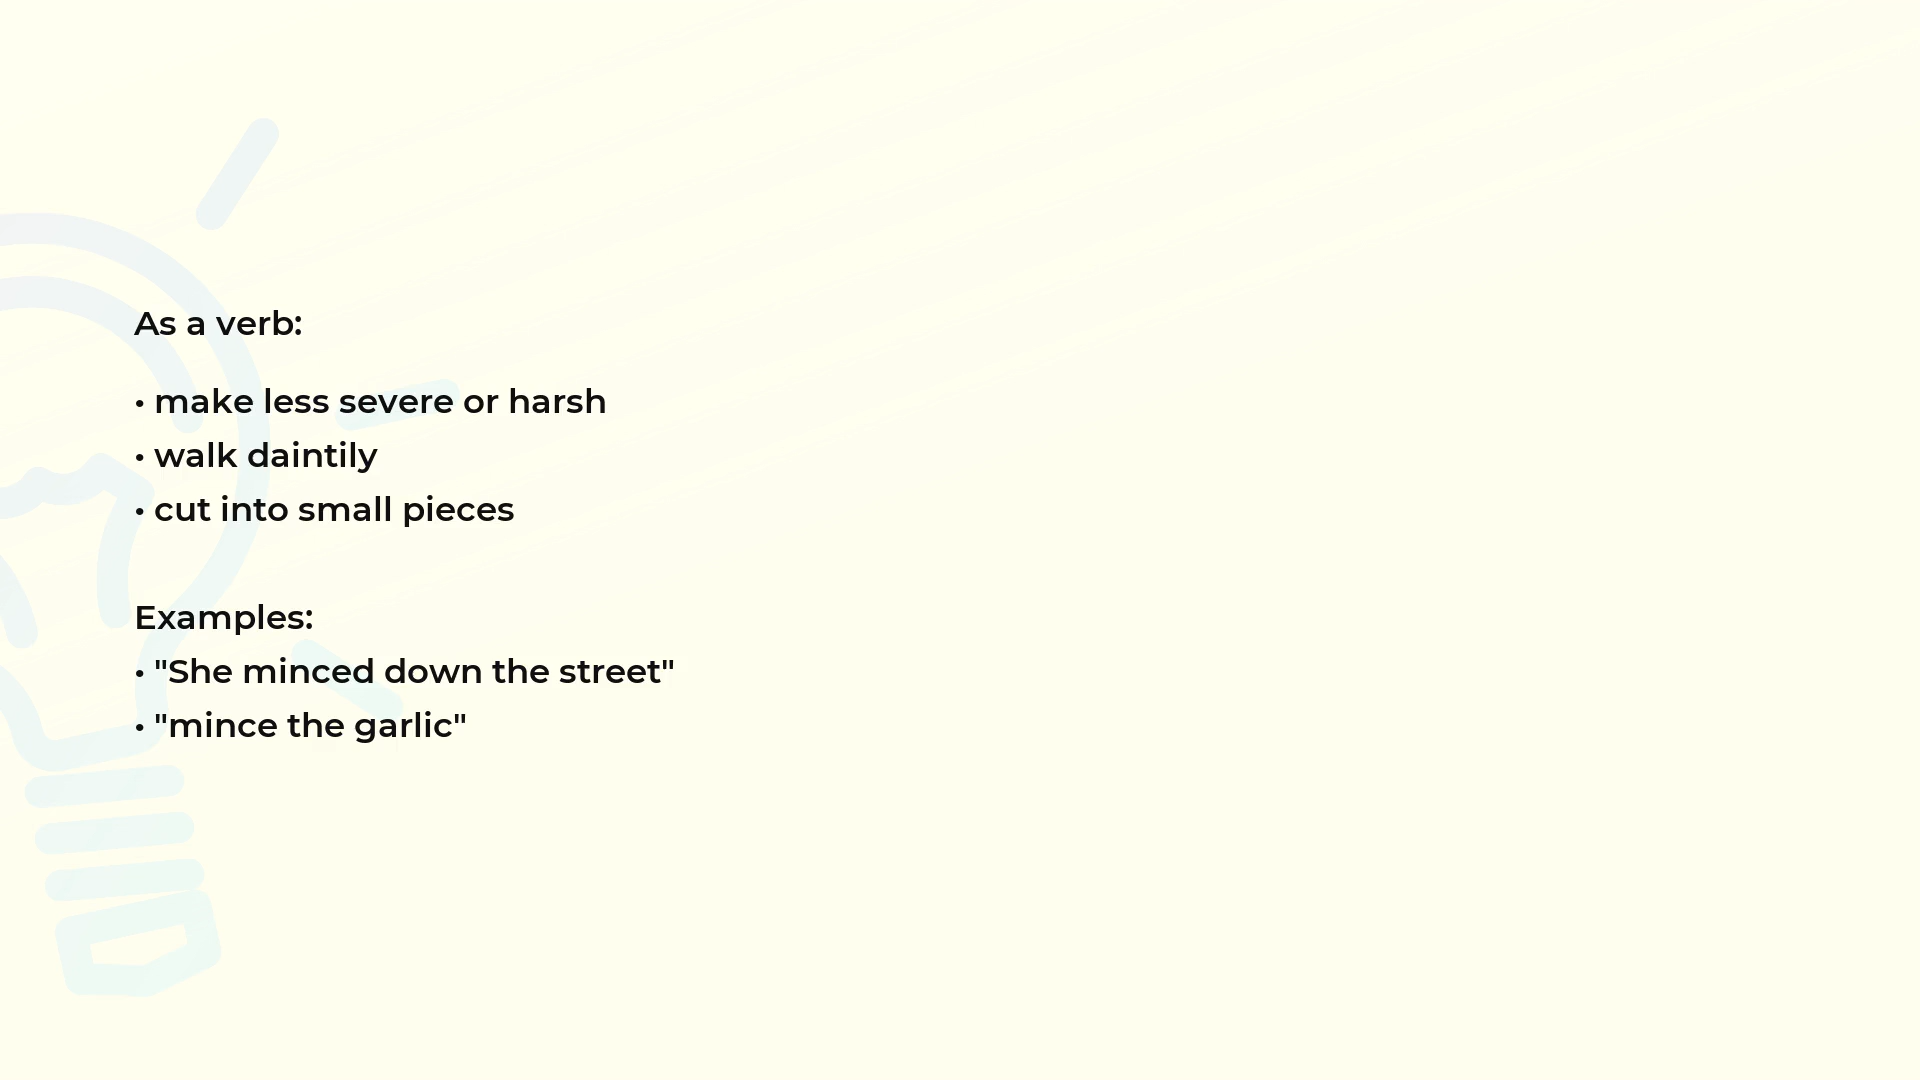 As a verb:
• make less severe or harsh
• walk daintily
• cut into small pieces
Examples:
• "She minced down the street"
• "mince the garlic"